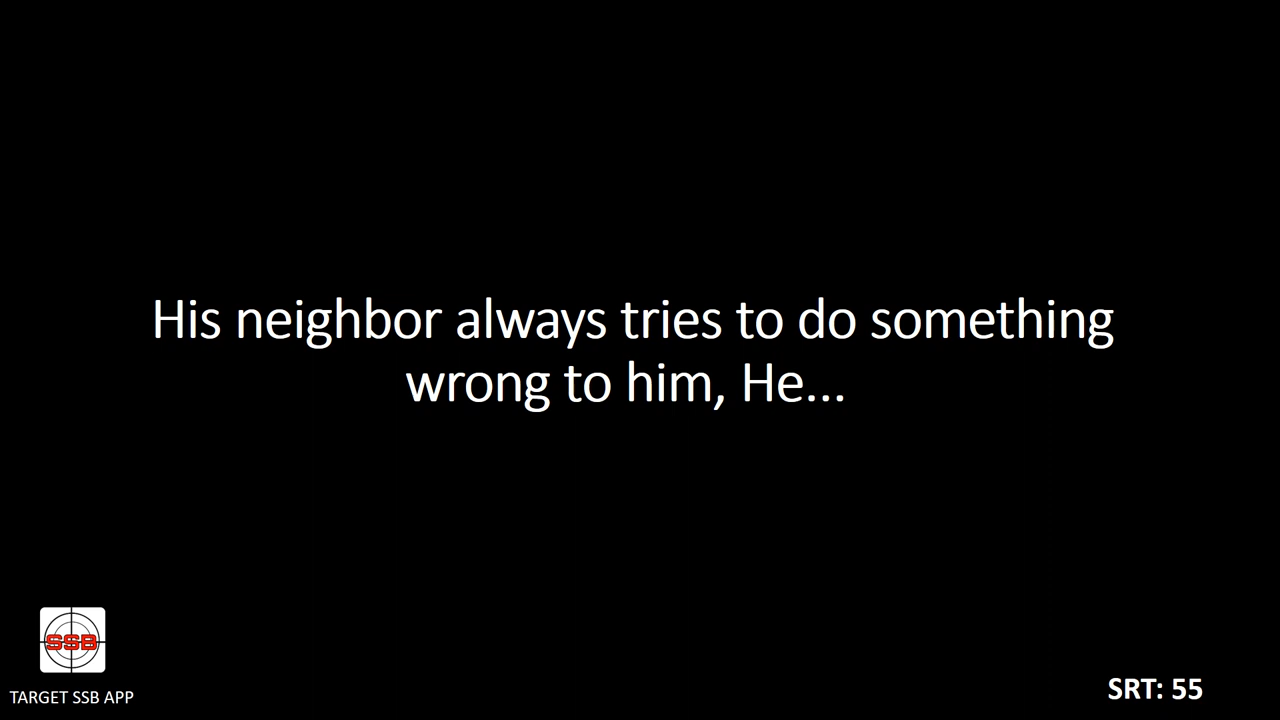 His neighbor always tries to do something
wrong to him, He...
SSB
TARGET SSB APP
SRT: 55